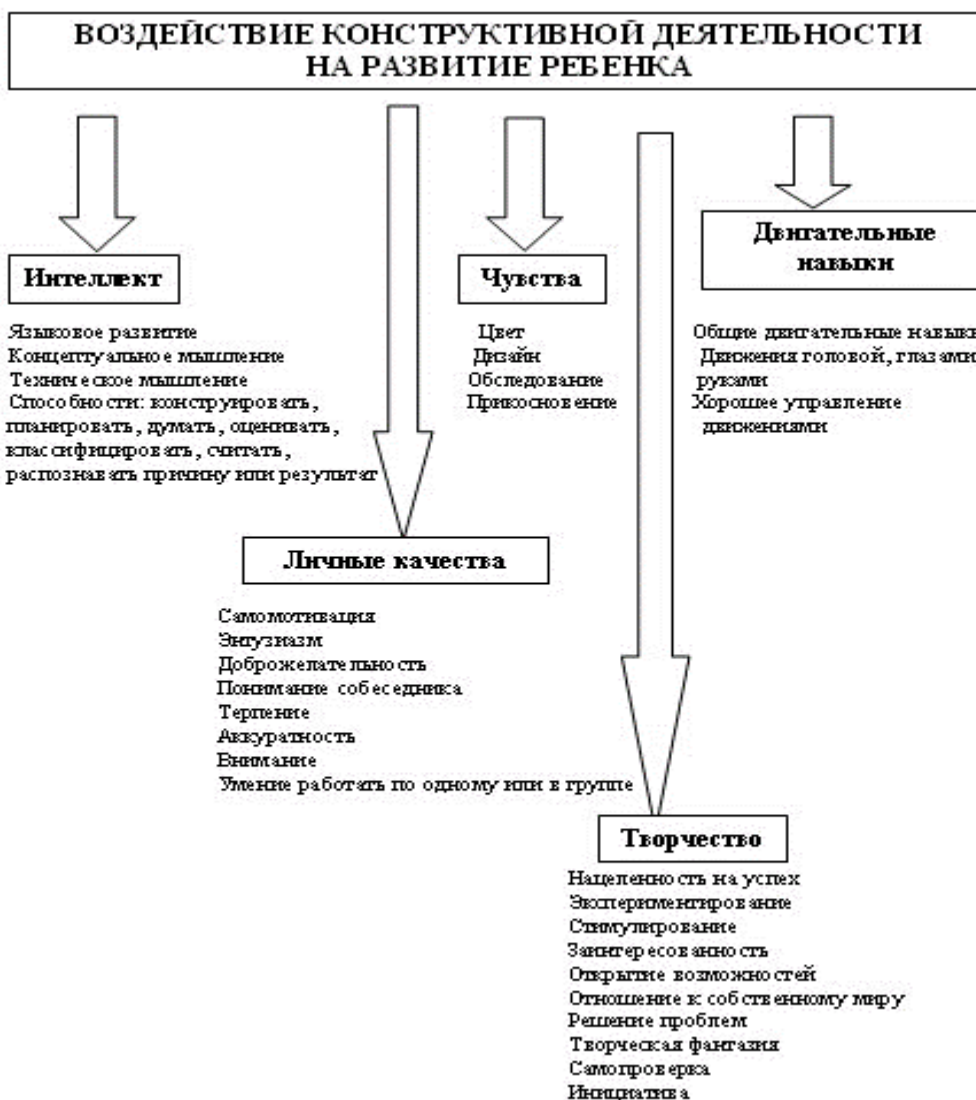 ВОЗДЕЙСТВИЕ КОНСТРУКТИВНОЙ ДЕЯТЕЛЬНОСТИ
НА РАЗВИТИЕ РЕБЕНКА
Интеллект
Языковое развитие
Концептуальное мышление
Техническое мышление
Способности: конструировать,
планировать, думать, оценивать,
классифицировать, считать,
распознавать причину или результат
Личные качества
Самомотивация
Энтузиазм
Доброжелательность
Понимание собеседника
Терпение
Аккуратность
Внимание
Умение работать по одному или в группе
Чувства
Цвет
Дизайн
Обследование
Прикосновение
Творчество
Нацеленность на успех
Экспериментирование
Стимулирование
Заинтересованность
Открытие возможностей
Отношение к собственному миру
Решение проблем
Творческая фантазия
Самопроверка
Инициатива
Двигательные
навыки
Общие двигательные навыки
Движения головой, глазами
руками
Хорошее управление
движениями